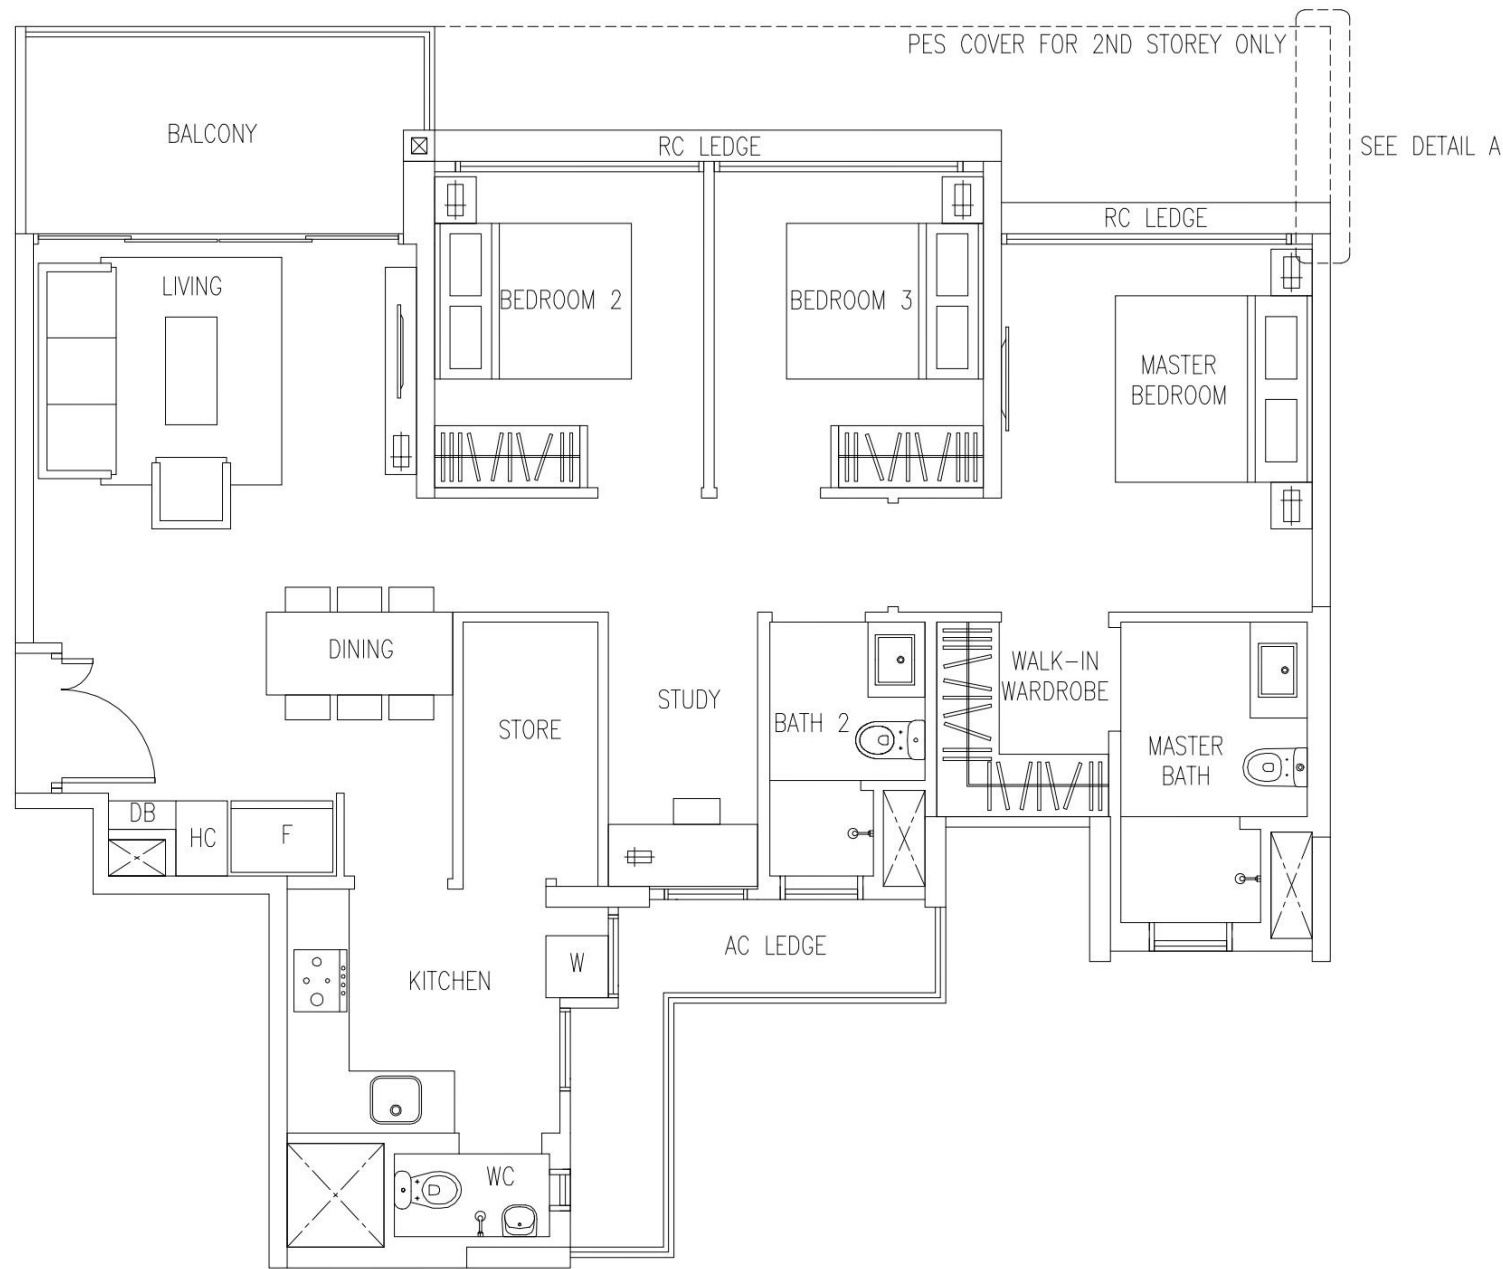 PES COVER FOR 2ND STOREY ONLY
BALCONY
RC LEDGE
SEE DETAIL A
RC LEDGE
LIVING
BEDROOM 2
BEDROOM 3
MASTER
BEDROOM
DINING
WALK-IN
WARDROBE
STUDY
STORE
BATH 2
MASTER
BATH
DB
HC
F
AC LEDGE
W
KITCHEN
WC